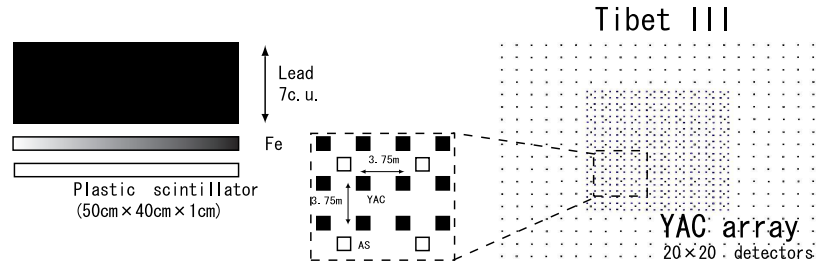 Tibet III
Lead
7c.u.
Fe
Plastic scintillator
(50cm×40cm×1cm)
3.75m
3.75m
YAC
AS
YAC array
20×20 detectors